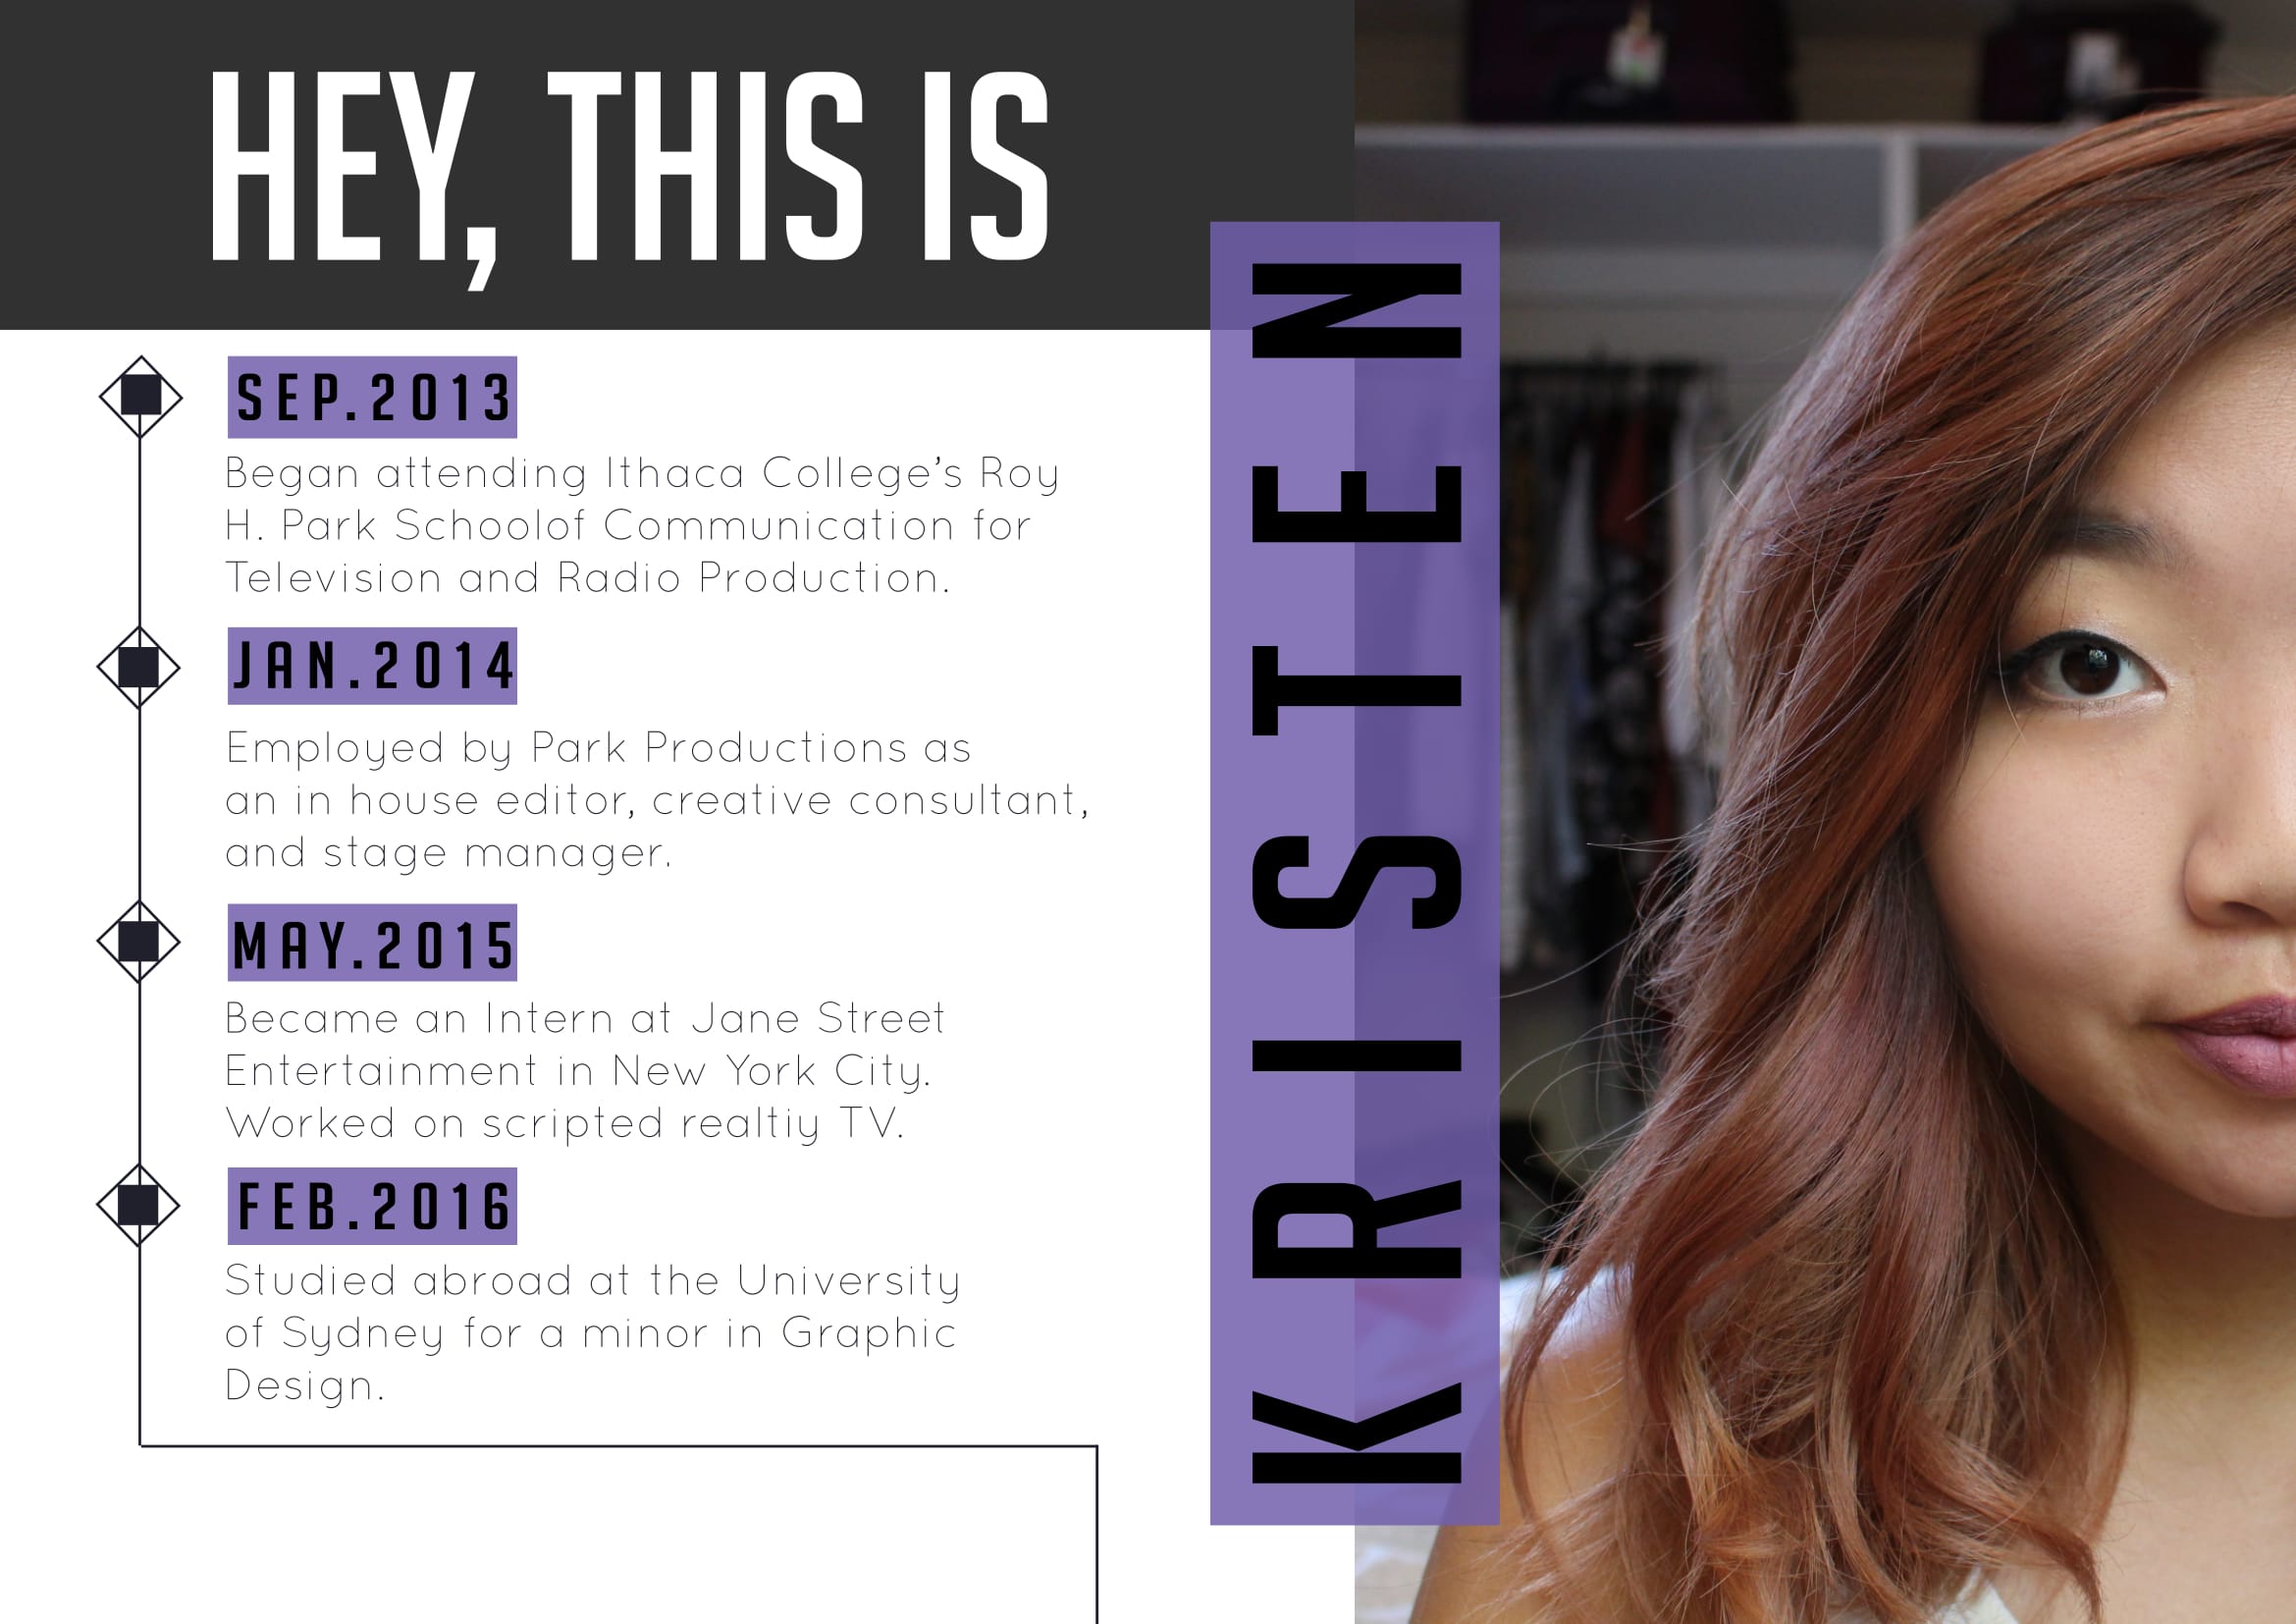 HEY, THIS IS
KRISTEN
SEP.2013
Began attending Ithaca College’s Roy
H. Park Schoolof Communication for
Television and Radio Production.
JAN.2014
Employed by Park Productions as
an in house editor, creative consultant,
and stage manager.
MAY.2015
Became an Intern at Jane Street
Entertainment in New York City.
Worked on scripted realtiy TV.
FEB.2016
Studied abroad at the University
of Sydney for a minor in Graphic
Design.